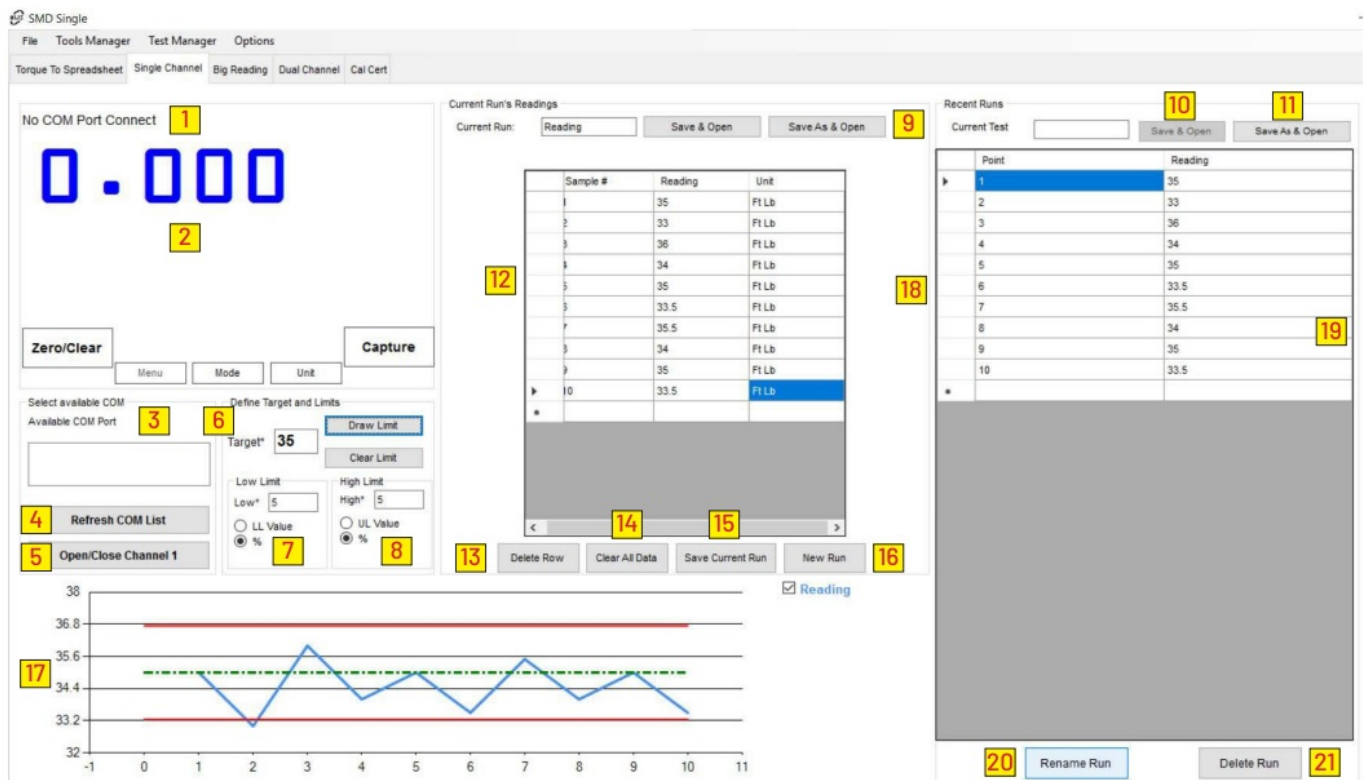 SMD Single
File Tools Manager Test Manager Options
Torque To Spreadsheet Single Channel Big Reading Dual Channel Cal Cert
No COM Port Connect 1
0.000
2
Zero/Clear Capture
Menu Mode Unit
Select available COM
Available COM Port 3
4 Refresh COM List
5 Open/Close Channel 1
6 Define Target and Limits
Target* 35 Draw Limit
Clear Limit
Low Limit High Limit
Low* 5 High* 5
LL Value UL Value
% 7 % 8
Current Run's Readings
Current Run: Reading Save & Open Save As & Open 9
12
Sample # Reading Unit
1 35 Ft Lb
2 33 Ft Lb
3 36 Ft Lb
4 34 Ft Lb
5 35 Ft Lb
6 33.5 Ft Lb
7 35.5 Ft Lb
8 34 Ft Lb
9 35 Ft Lb
10 33.5 Ft Lb
14 15
13 Delete Row Clear All Data Save Current Run New Run 16
Recent Runs 10 11
Current Test Save & Open Save As & Open
Point Reading
1 35
2 33
3 36
4 34
5 35
6 33.5
7 35.5
8 34
9 35
10 33.5
18
19
20 Rename Run Delete Run 21
Reading
17
38
36.8
35.6
34.4
33.2
32
-1 0 1 2 3 4 5 6 7 8 9 10 11